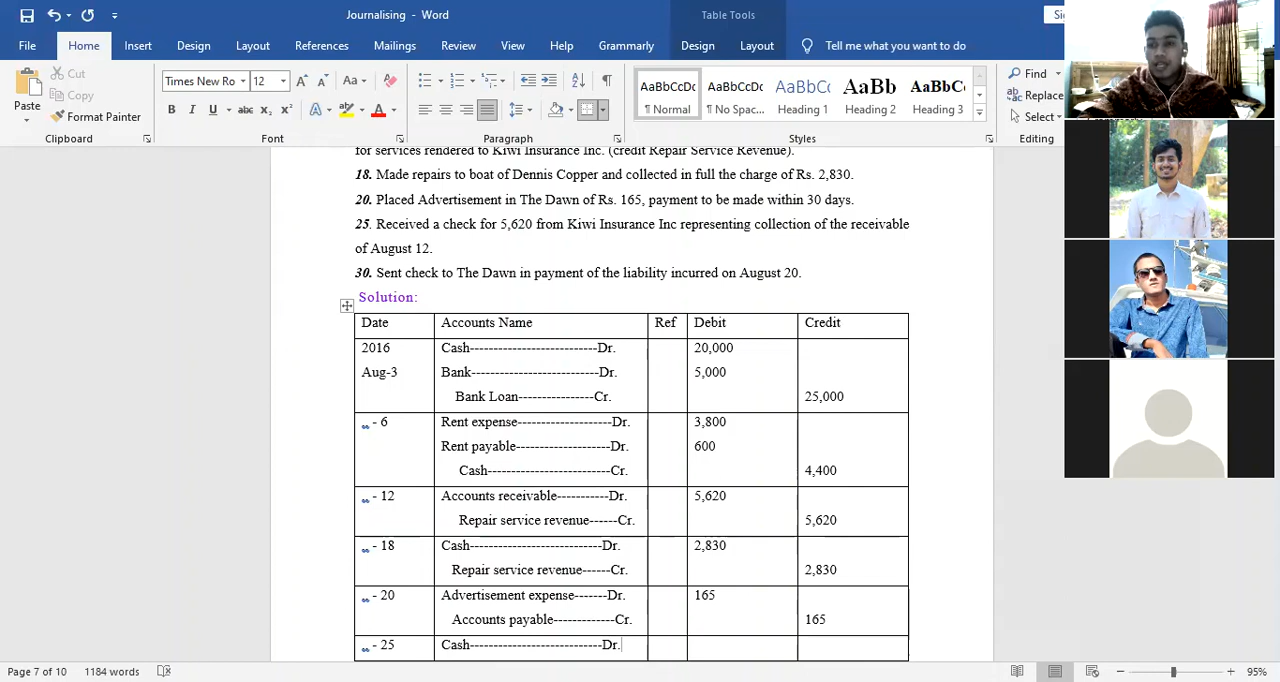 Journalising - Word
Table Tools
File Home Insert Design Layout References Mailings Review View Help Grammarly Design Layout Tell me what you want to do
Paste
Cut
Copy
Format Painter
Clipboard
Times New Ro 12 Aa
B I U abc x₂ x² A A
Font
Paragraph
AaBbCcDc AaBbCcDc AaBbCc AaBb AaBbC
¶ Normal ¶ No Spac... Heading 1 Heading 2 Heading 3
Styles
Find
Replace
Select
Editing
for services rendered to Kiwi Insurance Inc. (credit Repair Service Revenue).
18. Made repairs to boat of Dennis Copper and collected in full the charge of Rs. 2,830.
20. Placed Advertisement in The Dawn of Rs. 165, payment to be made within 30 days.
25. Received a check for 5,620 from Kiwi Insurance Inc representing collection of the receivable
of August 12.
30. Sent check to The Dawn in payment of the liability incurred on August 20.
Solution:
Date Accounts Name Ref Debit Credit
2016 Cash---------------------------Dr. 20,000
Aug-3 Bank---------------------------Dr. 5,000
Bank Loan----------------Cr. 25,000
„ - 6 Rent expense--------------------Dr. 3,800
Rent payable-----------------------Dr. 600
Cash--------------------------Cr. 4,400
„ - 12 Accounts receivable-----------Dr. 5,620
Repair service revenue------Cr. 5,620
„ - 18 Cash----------------------------Dr. 2,830
Repair service revenue------Cr. 2,830
„ - 20 Advertisement expense-------Dr. 165
Accounts payable-------------Cr. 165
„ - 25 Cash----------------------------Dr.
Page 7 of 10 1184 words 95%